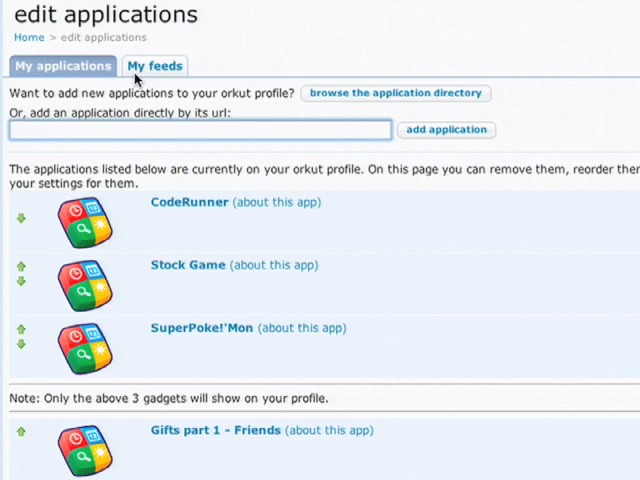 edit applications
Home > edit applications
My applications
My feeds
Want to add new applications to your orkut profile?
browse the application directory
Or, add an application directly by its url:
add application
The applications listed below are currently on your orkut profile. On this page you can remove them, reorder
your settings for them.
CodeRunner (about this app)
Stock Game (about this app)
SuperPoke!'Mon (about this app)
Note: Only the above 3 gadgets will show on your profile.
Gifts part 1 - Friends (about this app)